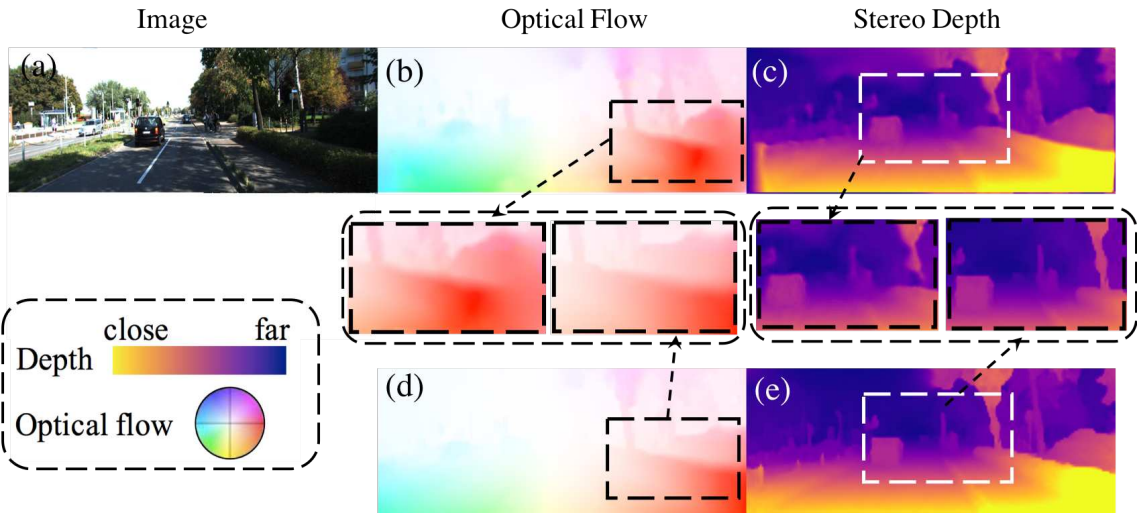 Image
Optical Flow
Stereo Depth
(a)
(b)
(c)
close far
Depth
Optical flow
(d)
(e)